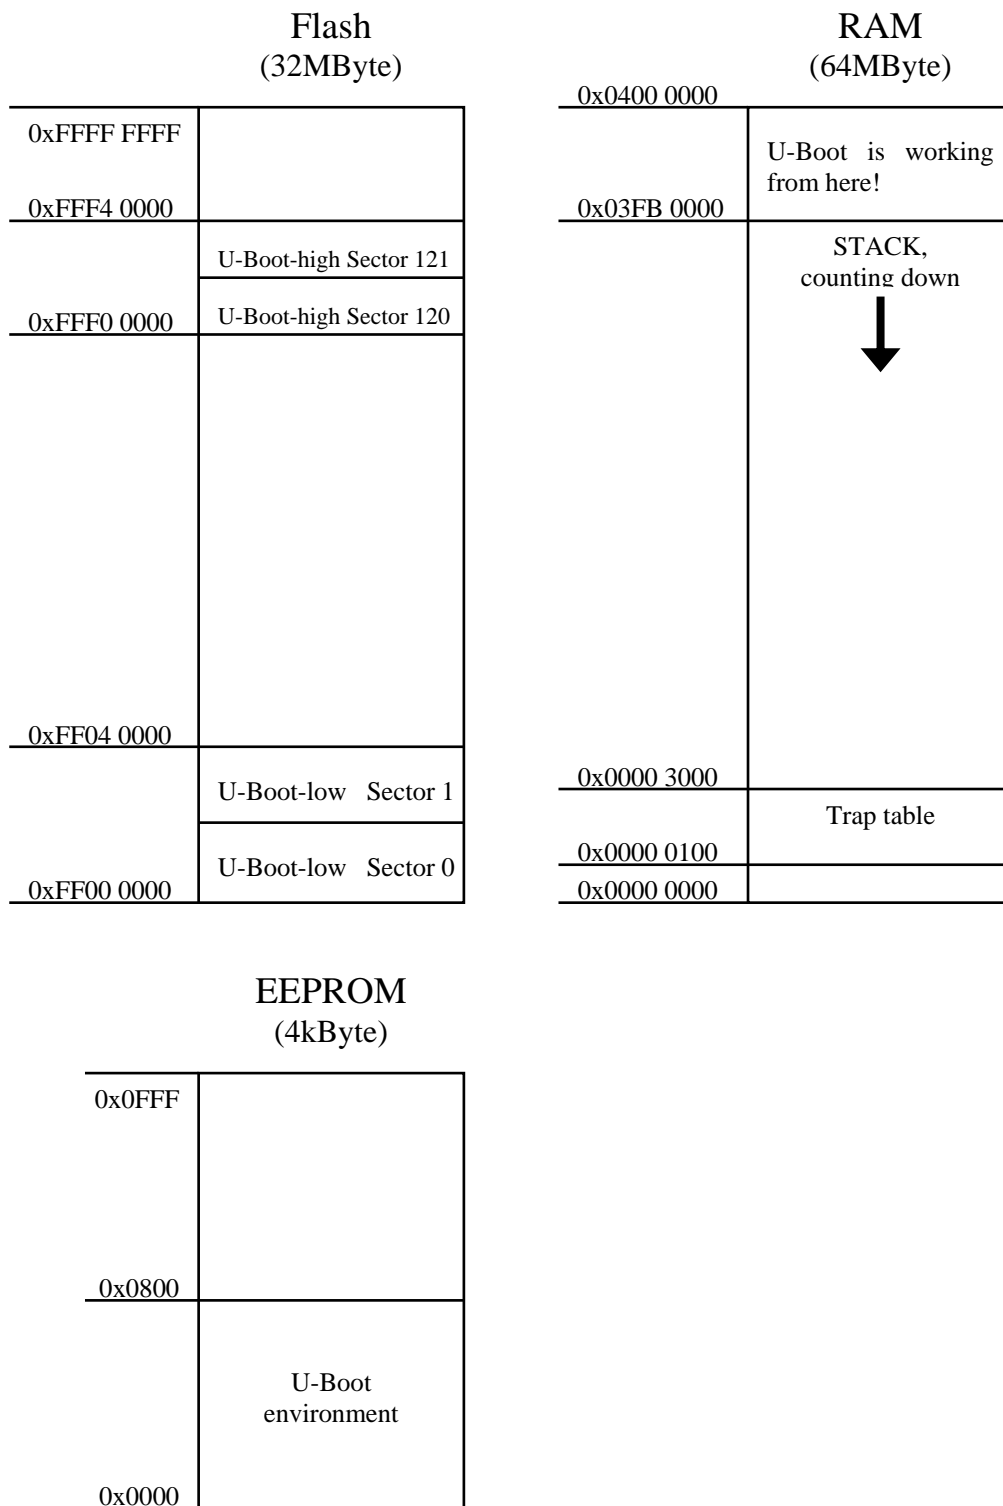 Flash
(32MByte)
0xFFFF FFFF
0xFFF4 0000
U-Boot-high Sector 121
U-Boot-high Sector 120
0xFFF0 0000
0xFF04 0000
U-Boot-low Sector 1
U-Boot-low Sector 0
0xFF00 0000
RAM
(64MByte)
0x0400 0000
U-Boot is working
from here!
0x03FB 0000
STACK,
counting down
0x0000 3000
Trap table
0x0000 0100
0x0000 0000
EEPROM
(4kByte)
0x0FFF
0x0800
U-Boot
environment
0x0000